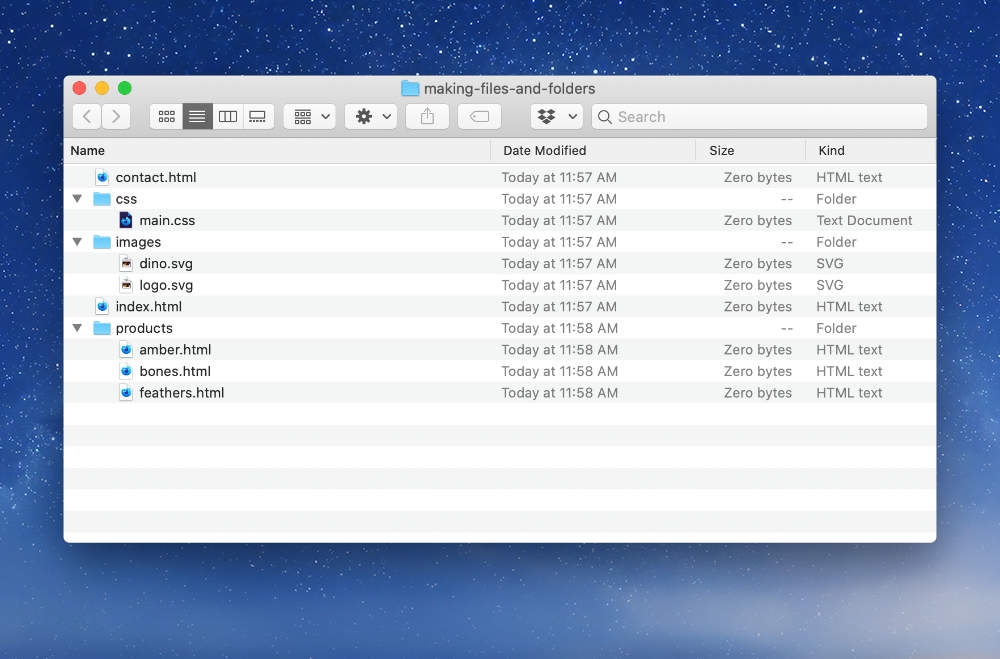 making-files-and-folders
Search
Name Date Modified Size Kind
contact.html Today at 11:57 AM Zero bytes HTML text
css Today at 11:57 AM -- Folder
main.css Today at 11:57 AM Zero bytes Text Document
images Today at 11:57 AM -- Folder
dino.svg Today at 11:57 AM Zero bytes SVG
logo.svg Today at 11:57 AM Zero bytes SVG
index.html Today at 11:57 AM Zero bytes HTML text
products Today at 11:58 AM -- Folder
amber.html Today at 11:58 AM Zero bytes HTML text
bones.html Today at 11:58 AM Zero bytes HTML text
feathers.html Today at 11:58 AM Zero bytes HTML text